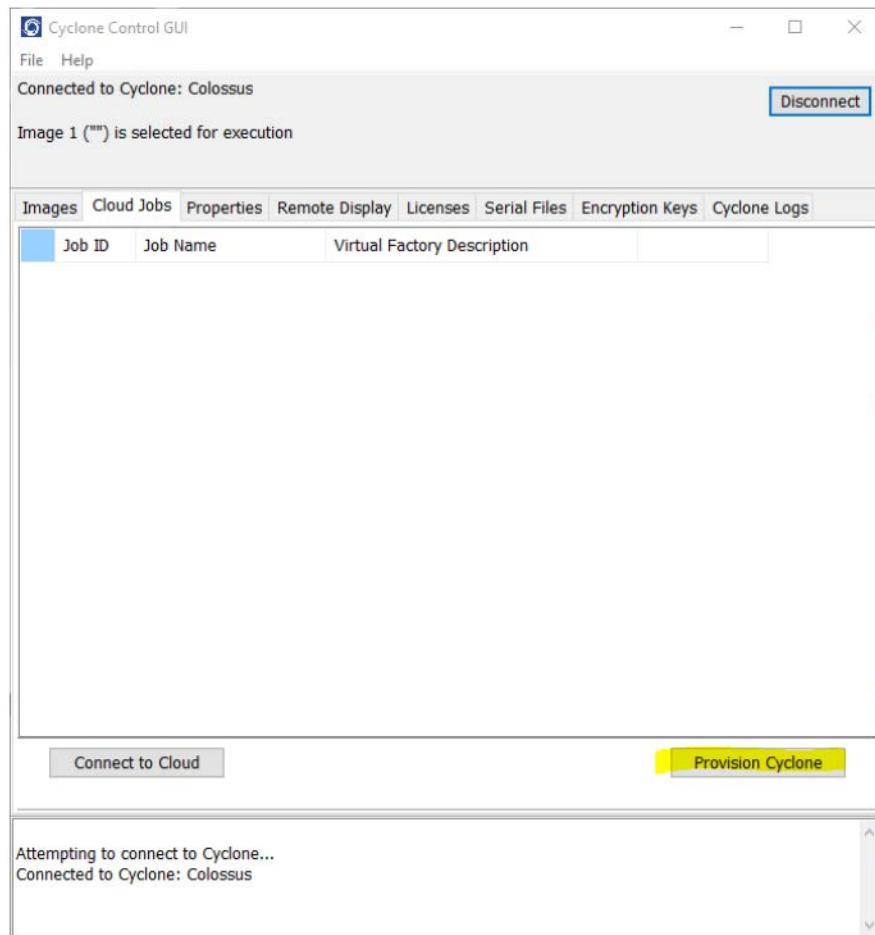 Cyclone Control GUI
File Help
Connected to Cyclone: Colossus
Disconnect
Image 1 ("") is selected for execution
Images Cloud Jobs Properties Remote Display Licenses Serial Files Encryption Keys Cyclone Logs
Job ID Job Name Virtual Factory Description
Connect to Cloud Provision Cyclone
Attempting to connect to Cyclone...
Connected to Cyclone: Colossus